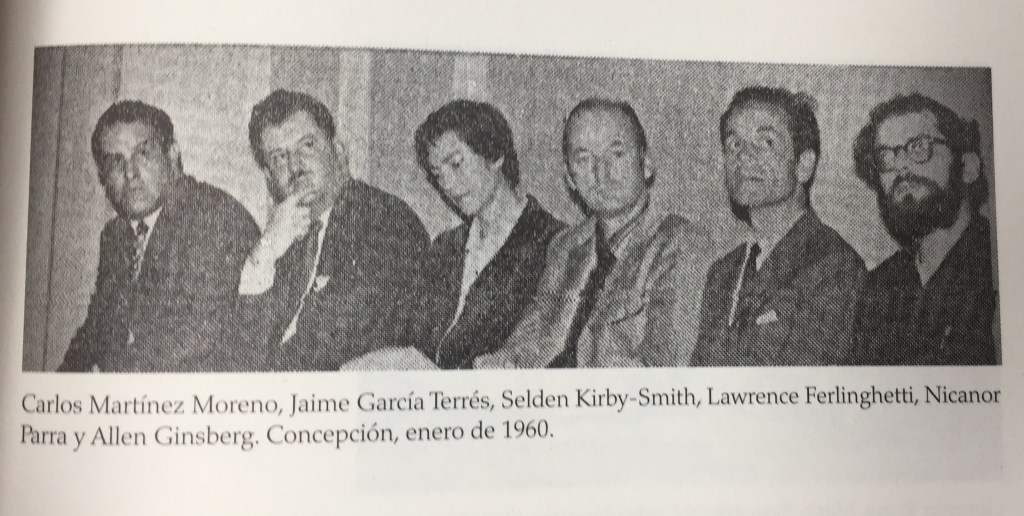 Carlos Martínez Moreno, Jaime García Terrés, Selden Kirby-Smith, Lawrence Ferlinghetti, Nicanor
Parra y Allen Ginsberg. Concepción, enero de 1960.